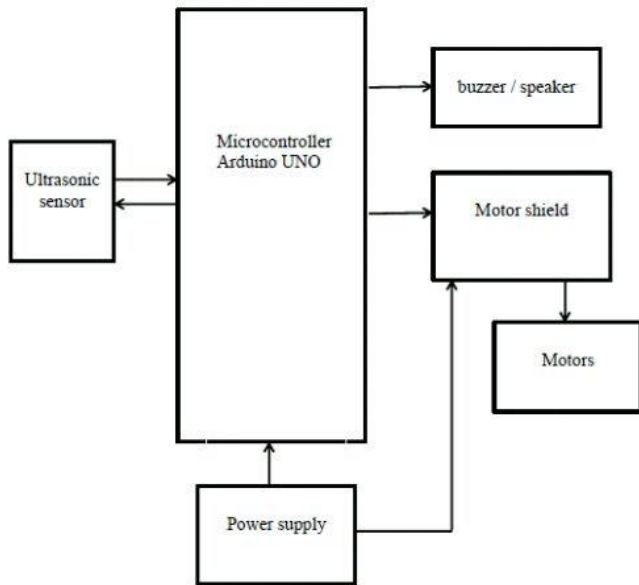 buzzer / speaker
Microcontroller
Arduino UNO
Ultrasonic
sensor
Motor shield
Motors
Power supply